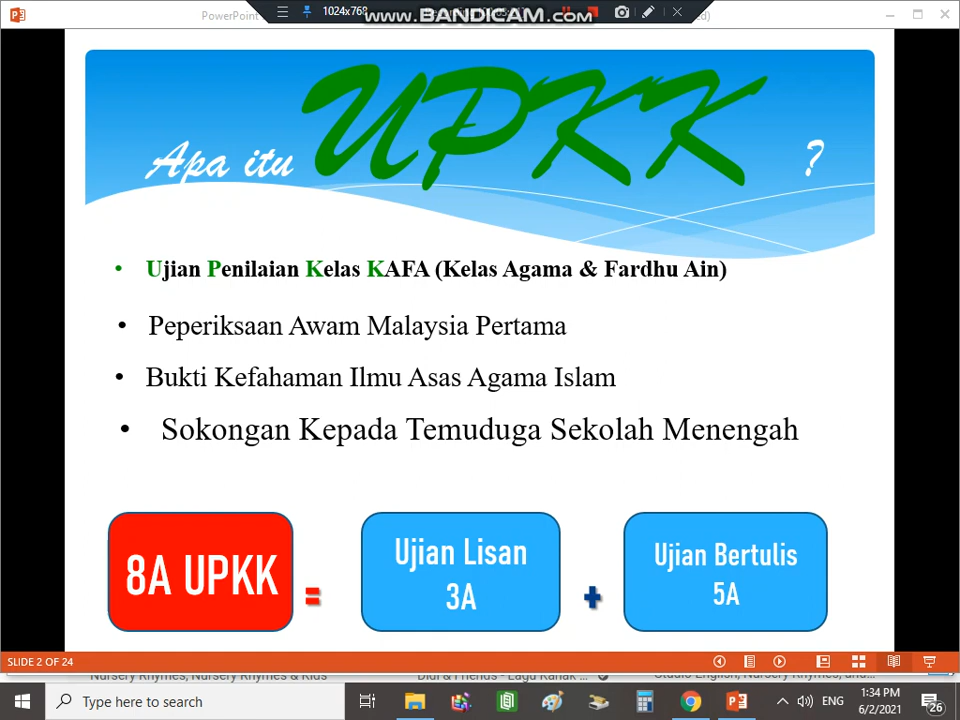 PowerPoint
1024x768
www.BANDICAM.com
Apa itu UPKK ?
• Ujian Penilaian Kelas KAFA (Kelas Agama & Fardhu Ain)
• Peperiksaan Awam Malaysia Pertama
• Bukti Kefahaman Ilmu Asas Agama Islam
• Sokongan Kepada Temuduga Sekolah Menengah
8A UPKK
=
Ujian Lisan
3A
+
Ujian Bertulis
5A
SLIDE 2 OF 24
Type here to search
ENG
1:34 PM
6/2/2021
26